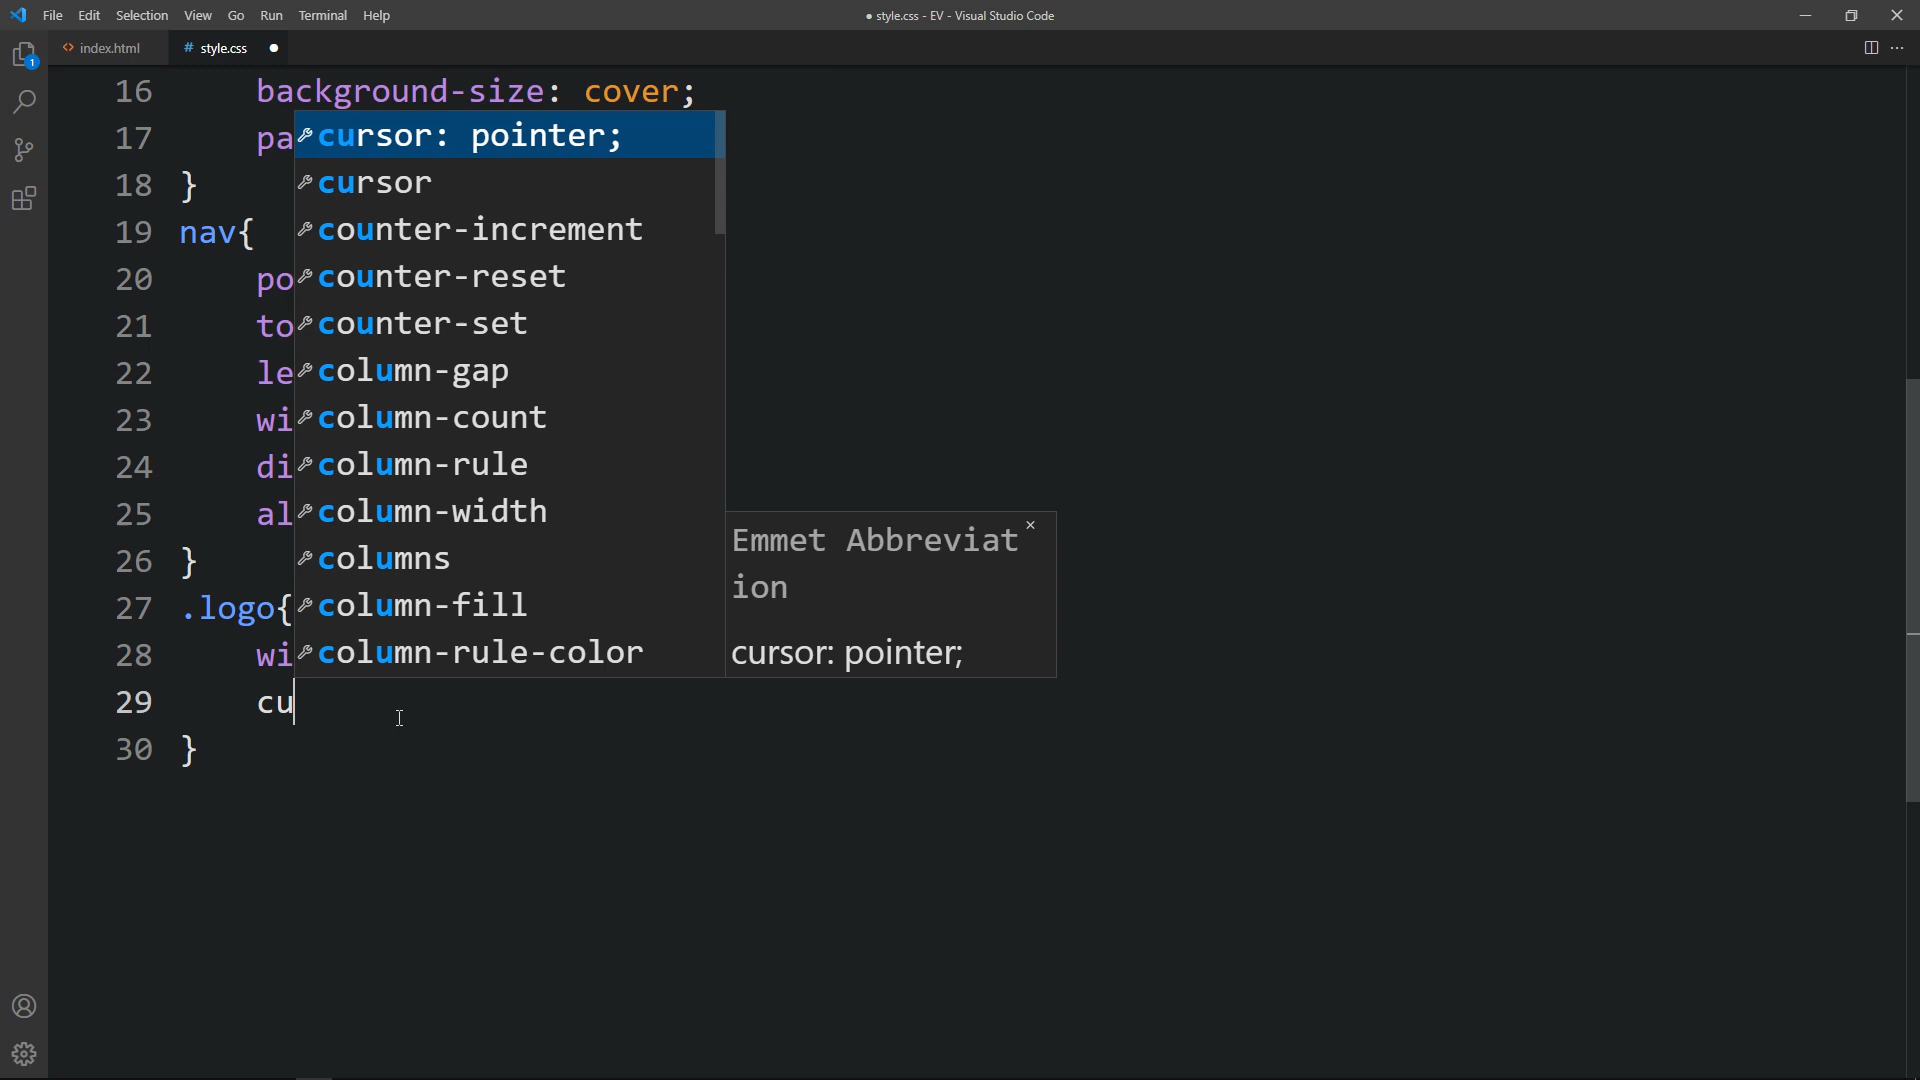 File Edit Selection View Go Run Terminal Help
● style.css - EV - Visual Studio Code
<> index.html
# style.css ●
16 background-size: cover;
17 pa
cursor: pointer;
18 }
cursor
19 nav{
counter-increment
20 po
counter-reset
21 to
counter-set
22 le
column-gap
23 wi
column-count
24 di
column-rule
25 al
column-width
26 }
columns
27 .logo{
column-fill
28 wi
column-rule-color
Emmet Abbreviat
ion
cursor: pointer;
29 cu
30 }
1